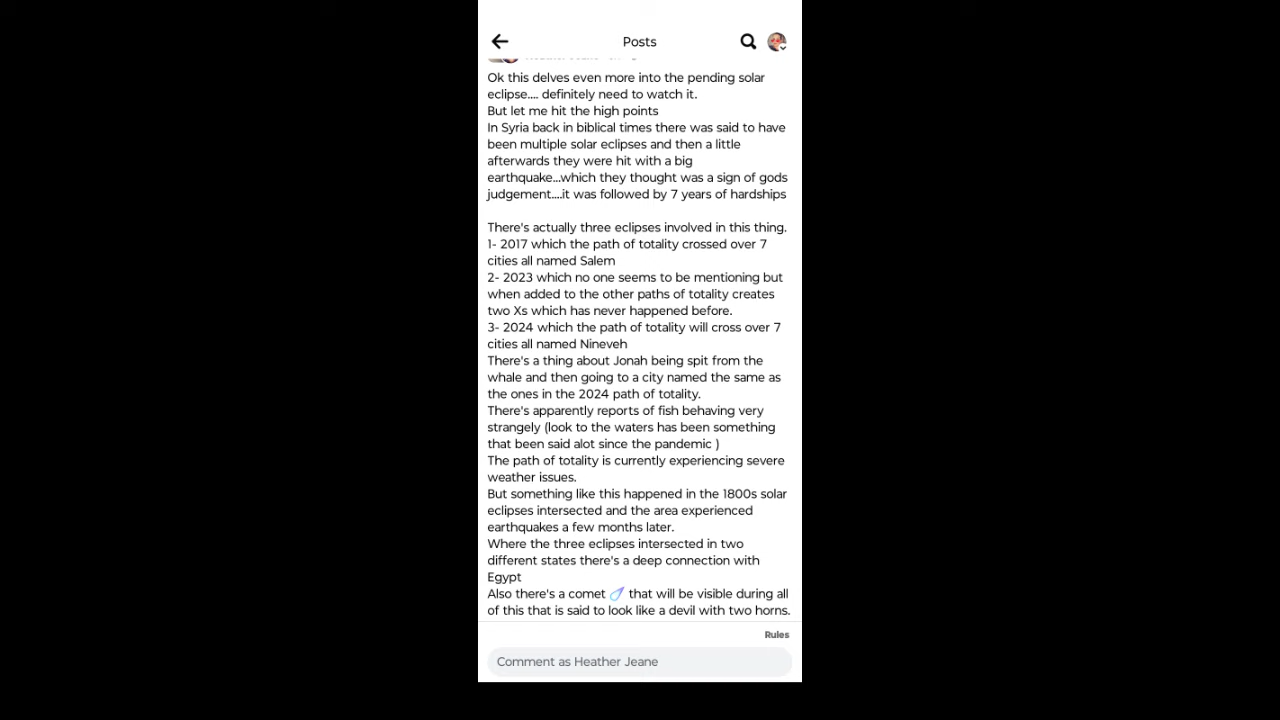 Posts
Ok this delves even more into the pending solar
eclipse.... definitely need to watch it.
But let me hit the high points
In Syria back in biblical times there was said to have
been multiple solar eclipses and then a little
afterwards they were hit with a big
earthquake...which they thought was a sign of gods
judgement....it was followed by 7 years of hardships
There's actually three eclipses involved in this thing.
1- 2017 which the path of totality crossed over 7
cities all named Salem
2- 2023 which no one seems to be mentioning but
when added to the other paths of totality creates
two Xs which has never happened before.
3- 2024 which the path of totality will cross over 7
cities all named Nineveh
There's a thing about Jonah being spit from the
whale and then going to a city named the same as
the ones in the 2024 path of totality.
There's apparently reports of fish behaving very
strangely (look to the waters has been something
that been said alot since the pandemic )
The path of totality is currently experiencing severe
weather issues.
But something like this happened in the 1800s solar
eclipses intersected and the area experienced
earthquakes a few months later.
Where the three eclipses intersected in two
different states there's a deep connection with
Egypt
Also there's a comet ☄️ that will be visible during all
of this that is said to look like a devil with two horns.
Rules
Comment as Heather Jeane